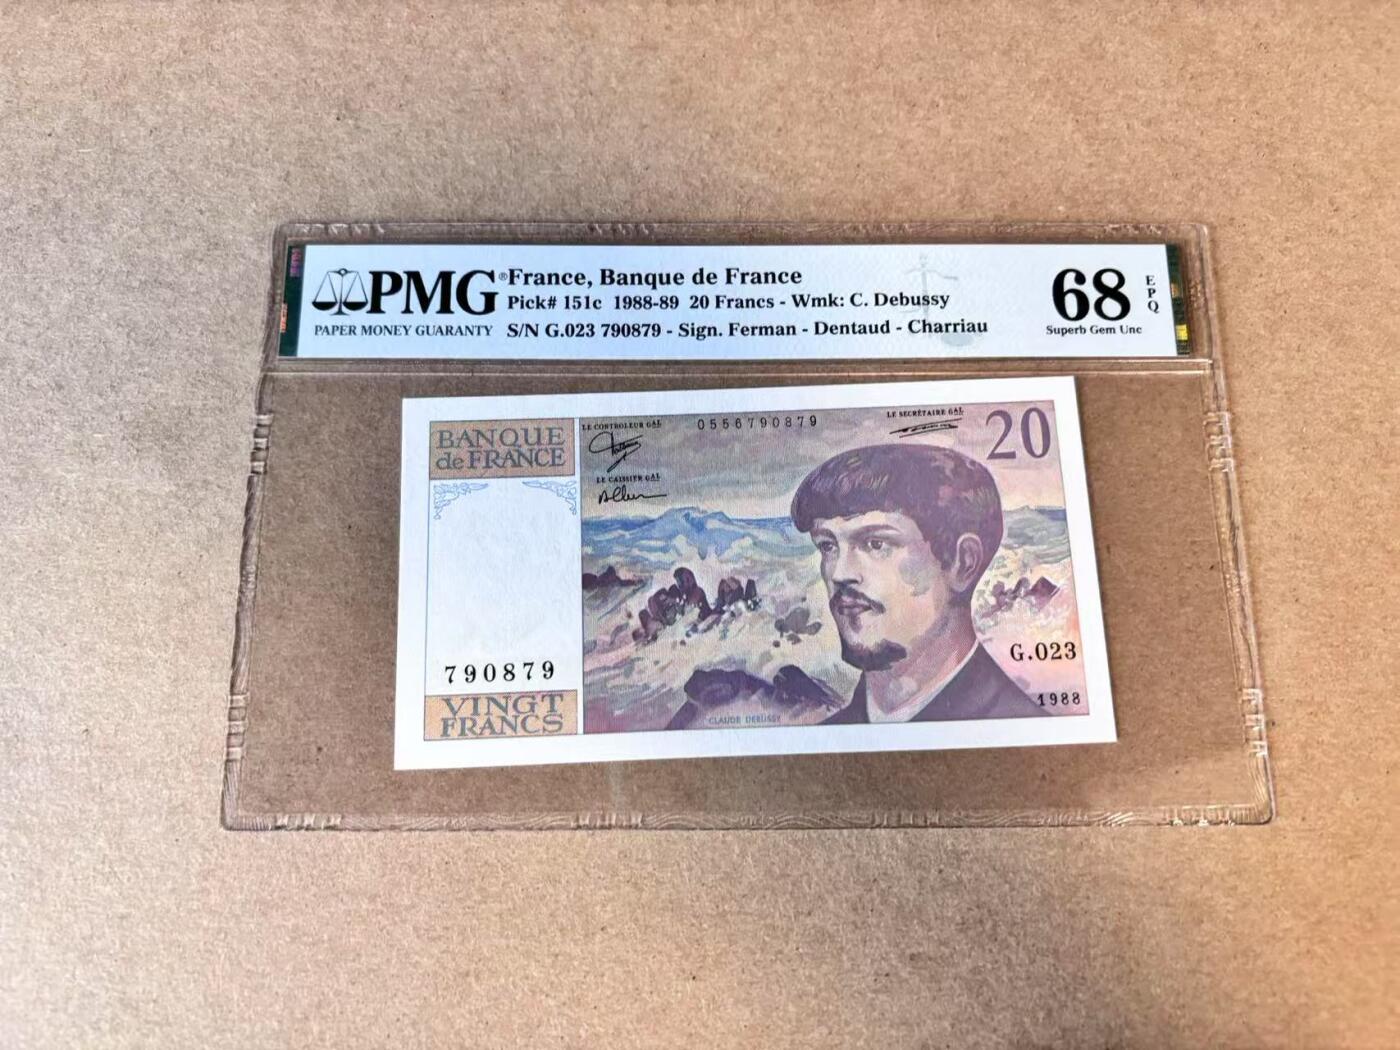 PMG®
PAPER MONEY GUARANTY
France, Banque de France
Pick# 151c 1988-89 20 Francs - Wmk: C. Debussy
S/N G.023 790879 - Sign. Ferman - Dentaud - Charriau
68
EPQ
Superb Gem Unc
BANQUE
de FRANCE
LE CONTROLEUR GAL
LE CAISSIER GAL
0556790879
LE SECRÉTAIRE GAL
20
790879
VINGT
FRANCS
CLAUDE DEBUSSY
G.023
1988